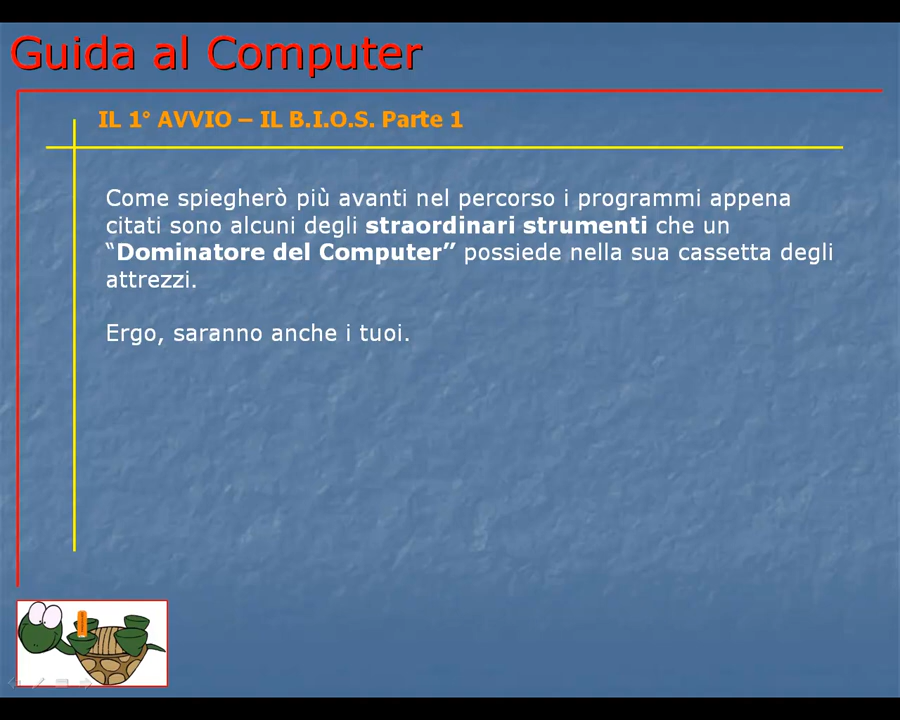 Guida al Computer
IL 1° AVVIO – IL B.I.O.S. Parte 1
Come spiegherò più avanti nel percorso i programmi appena
citati sono alcuni degli straordinari strumenti che un
“Dominatore del Computer” possiede nella sua cassetta degli
attrezzi.
Ergo, saranno anche i tuoi.